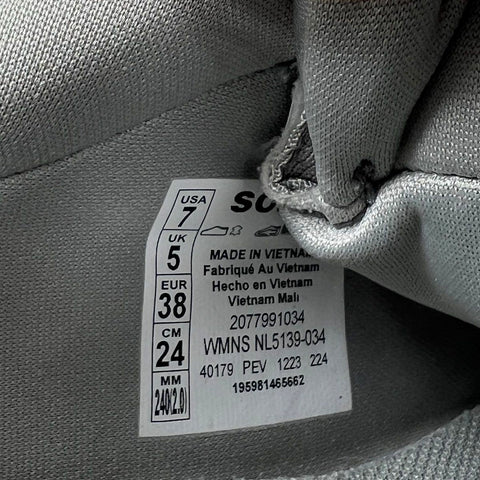 USA
7
UK
5
EUR
38
CM
24
MM
240(2.0)
SO
MADE IN VIETNAM
Fabriqué Au Vietnam
Hecho en Vietnam
Vietnam Malı
2077991034
WMNS NL5139-034
40179 PEV 1223 224
195981465662